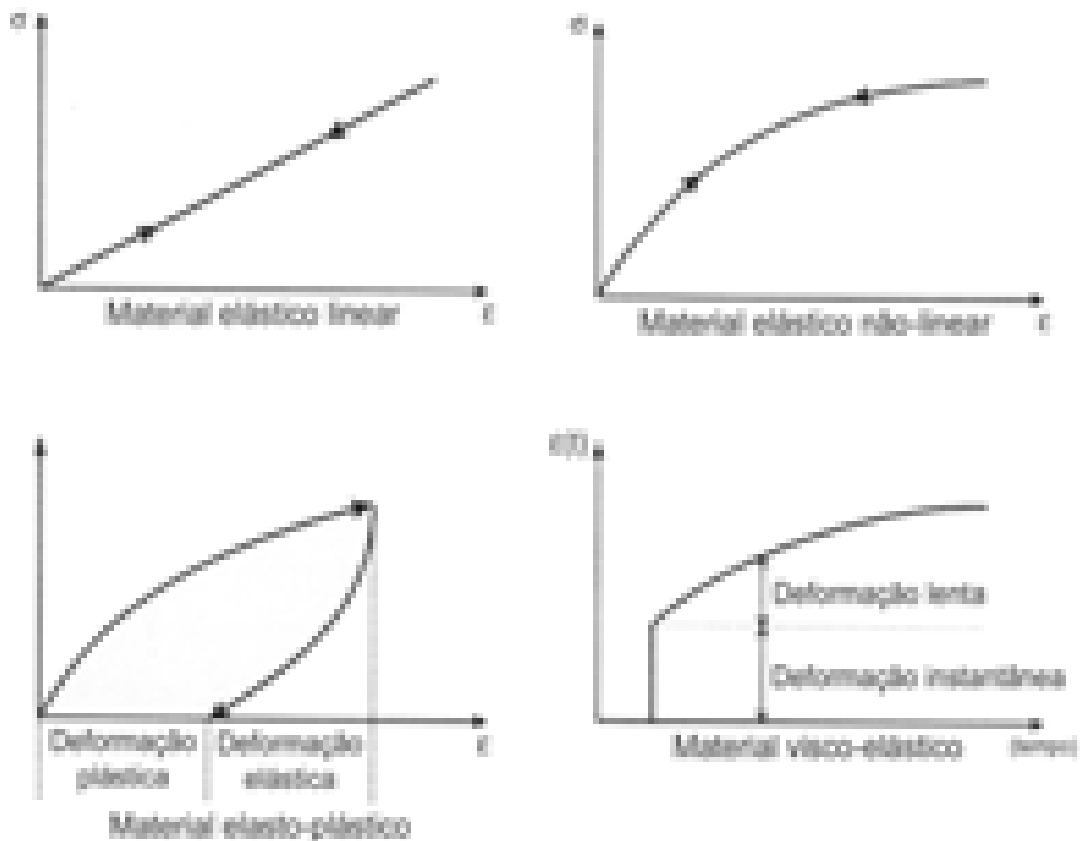 σ
Material elástico linear
ε
σ
Material elástico não-linear
ε
Deformação
plástica
Deformação
elástica
ε
Material elasto-plástico
ε(t)
Deformação lenta
Deformação instantânea
Material visco-elástico
(tempo)